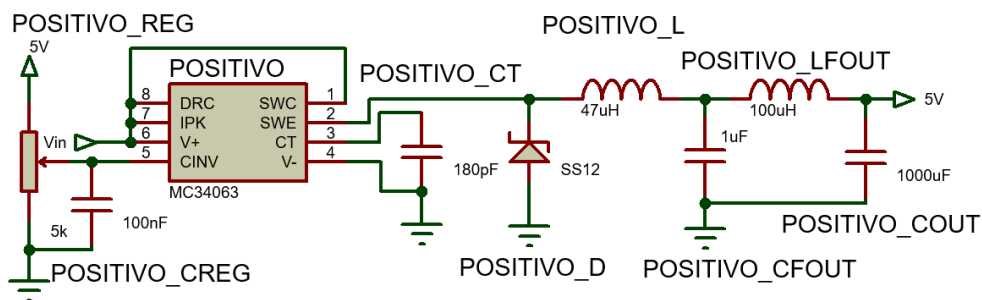 POSITIVO_REG
5V
POSITIVO
8 DRC SWC 1
7 IPK SWE 2
Vin 6 V+ CT 3
5 CINV V- 4
MC34063
5k
100nF
POSITIVO_CREG
POSITIVO_CT
180pF
SS12
POSITIVO_D
POSITIVO_L
47uH
POSITIVO_LFOUT
100uH
5V
1uF
1000uF
POSITIVO_COUT
POSITIVO_CFOUT